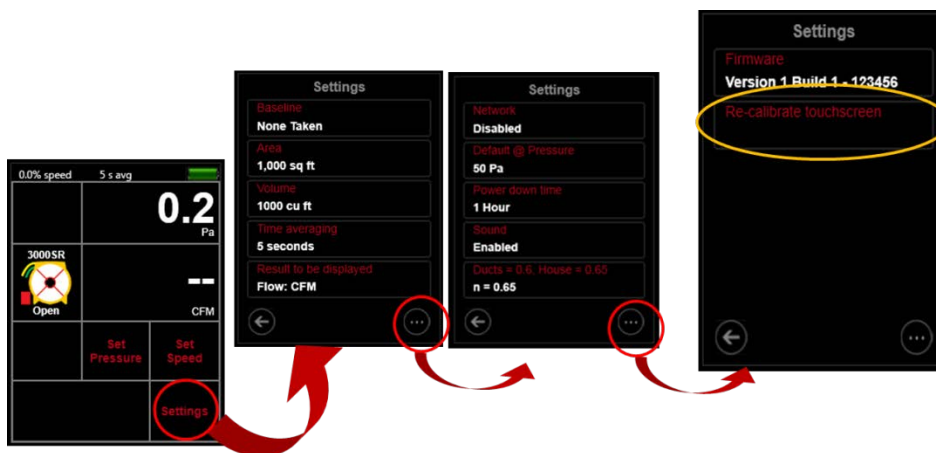 0.0% speed 5 s avg
0.2
Pa
3000SR
Open
--
CFM
Set Pressure
Set Speed
Settings
Settings
Baseline
None Taken
Area
1,000 sq ft
Volume
1000 cu ft
Time averaging
5 seconds
Result to be displayed
Flow: CFM
Settings
Network
Disabled
Default @ Pressure
50 Pa
Power down time
1 Hour
Sound
Enabled
Ducts = 0.6, House = 0.65
n = 0.65
Settings
Firmware
Version 1 Build 1 - 123456
Re-calibrate touchscreen